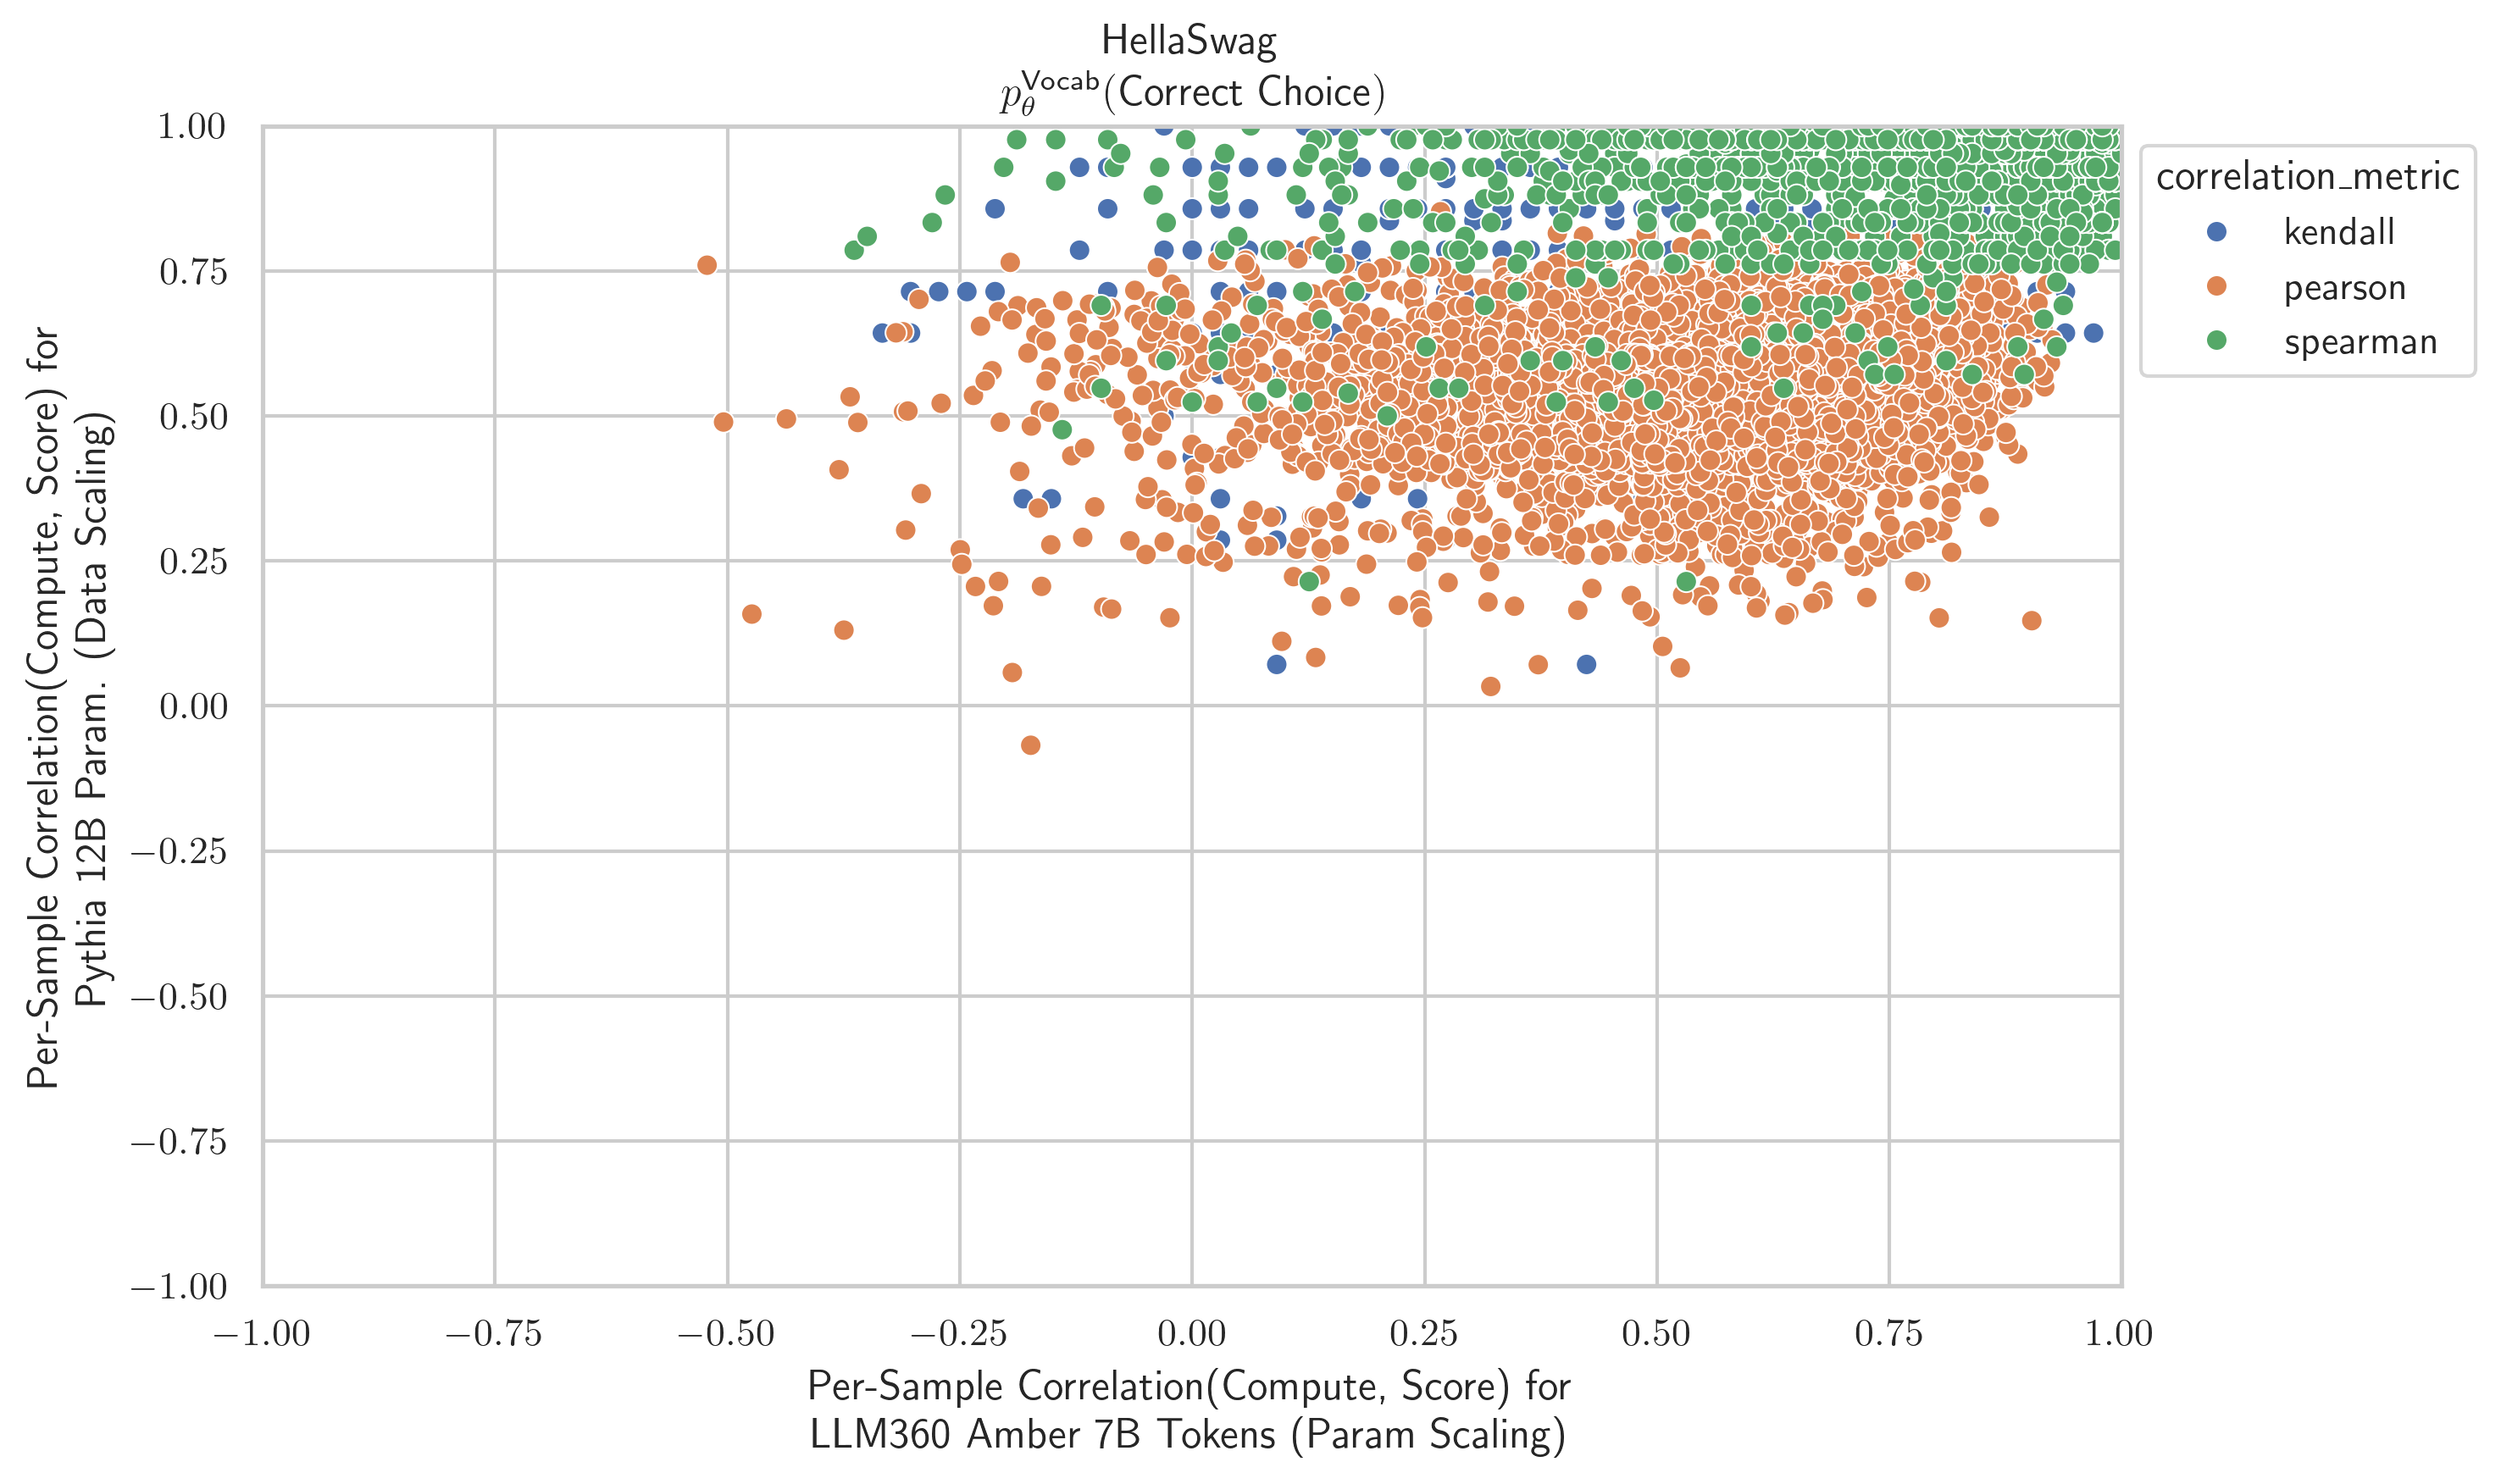 HellaSwag
p_θ^Vocab(Correct Choice)
Per-Sample Correlation(Compute, Score) for
Pythia 12B Param. (Data Scaling)
1.00
0.75
0.50
0.25
0.00
−0.25
−0.50
−0.75
−1.00
−1.00 −0.75 −0.50 −0.25 0.00 0.25 0.50 0.75 1.00
Per-Sample Correlation(Compute, Score) for
LLM360 Amber 7B Tokens (Param Scaling)
correlation_metric
kendall
pearson
spearman